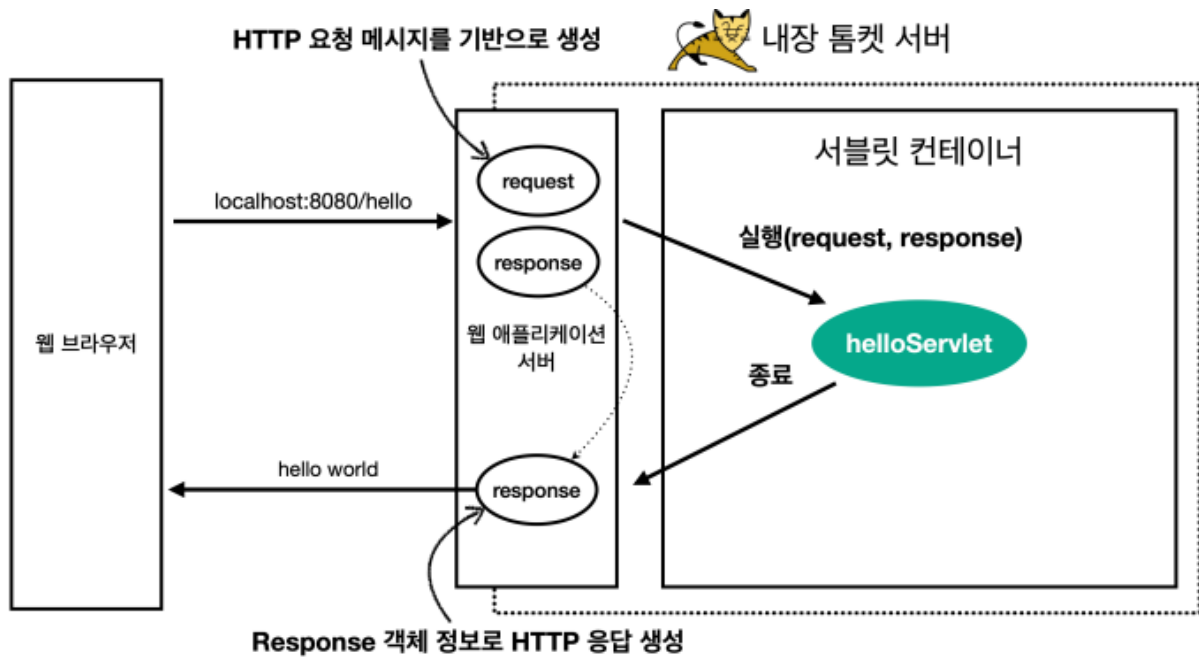 HTTP 요청 메시지를 기반으로 생성
내장 톰켓 서버
서블릿 컨테이너
request
localhost:8080/hello
실행(request, response)
response
웹 애플리케이션
서버
웹 브라우저
helloServlet
종료
hello world
response
Response 객체 정보로 HTTP 응답 생성